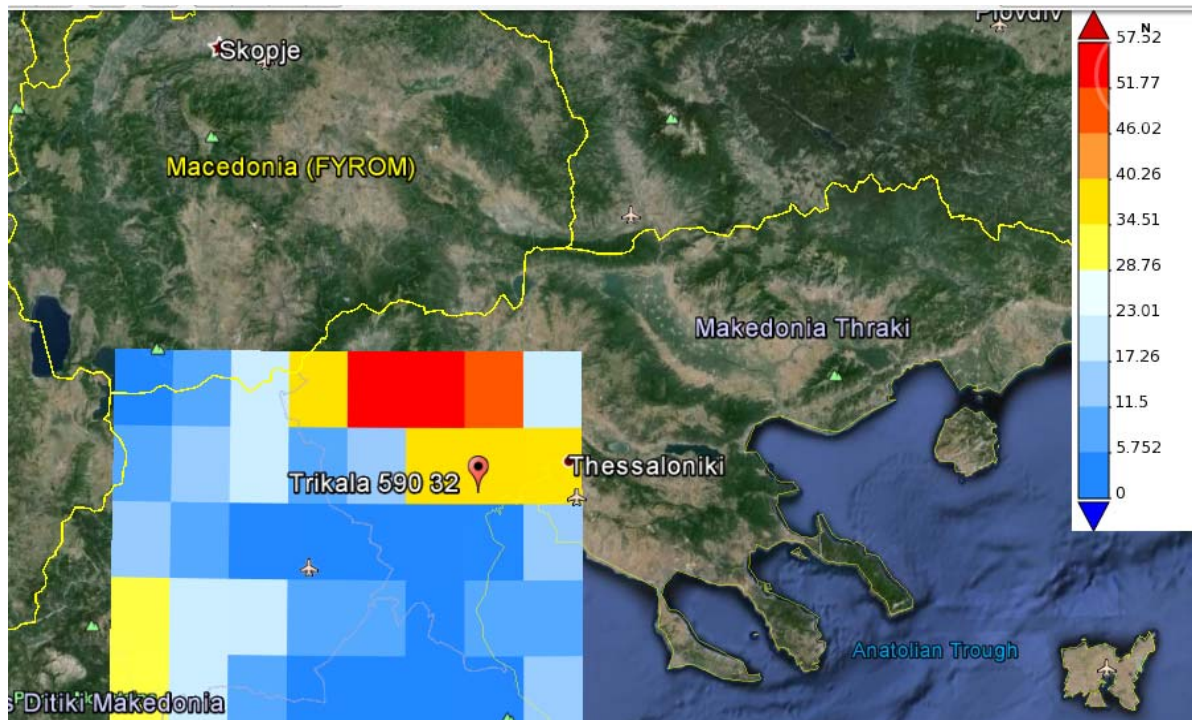 Plovdiv
Skopje
Macedonia (FYROM)
Makedonia Thraki
Trikala 590 32
Thessaloniki
Anatolian Trough
s Ditiki Makedonia
N
57.52
51.77
46.02
40.26
34.51
28.76
23.01
17.26
11.5
5.752
0